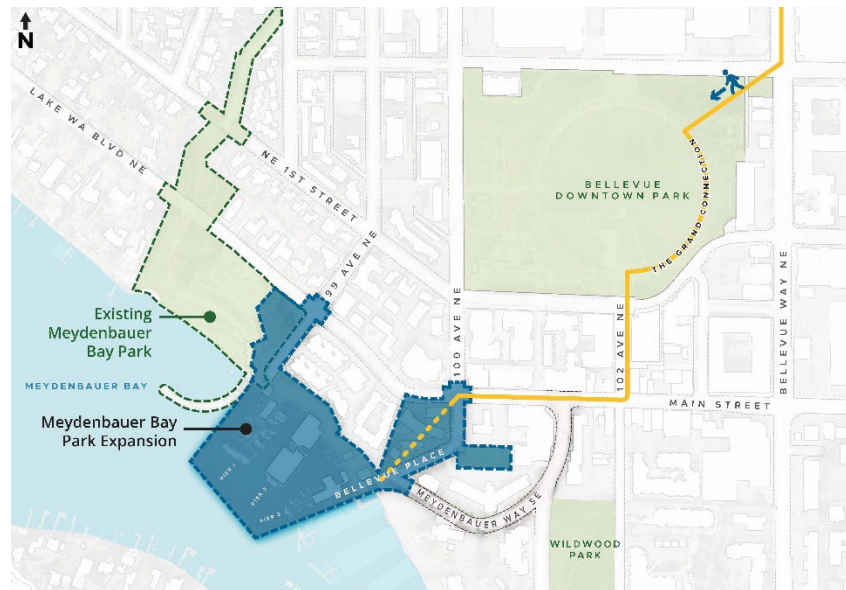 N
LAKE WA BLVD NE
NE 1ST STREET
99 AVE NE
100 AVE NE
BELLEVUE
DOWNTOWN PARK
THE GRAND CONNECTION
102 AVE NE
BELLEVUE WAY NE
Existing
Meydenbauer
Bay Park
MEYDENBAUER BAY
Meydenbauer Bay
Park Expansion
MAIN STREET
PIER 1
PIER 2
PIER 3
BELLEVUE PLACE
MEYDENBAUER WAY SE
WILDWOOD
PARK